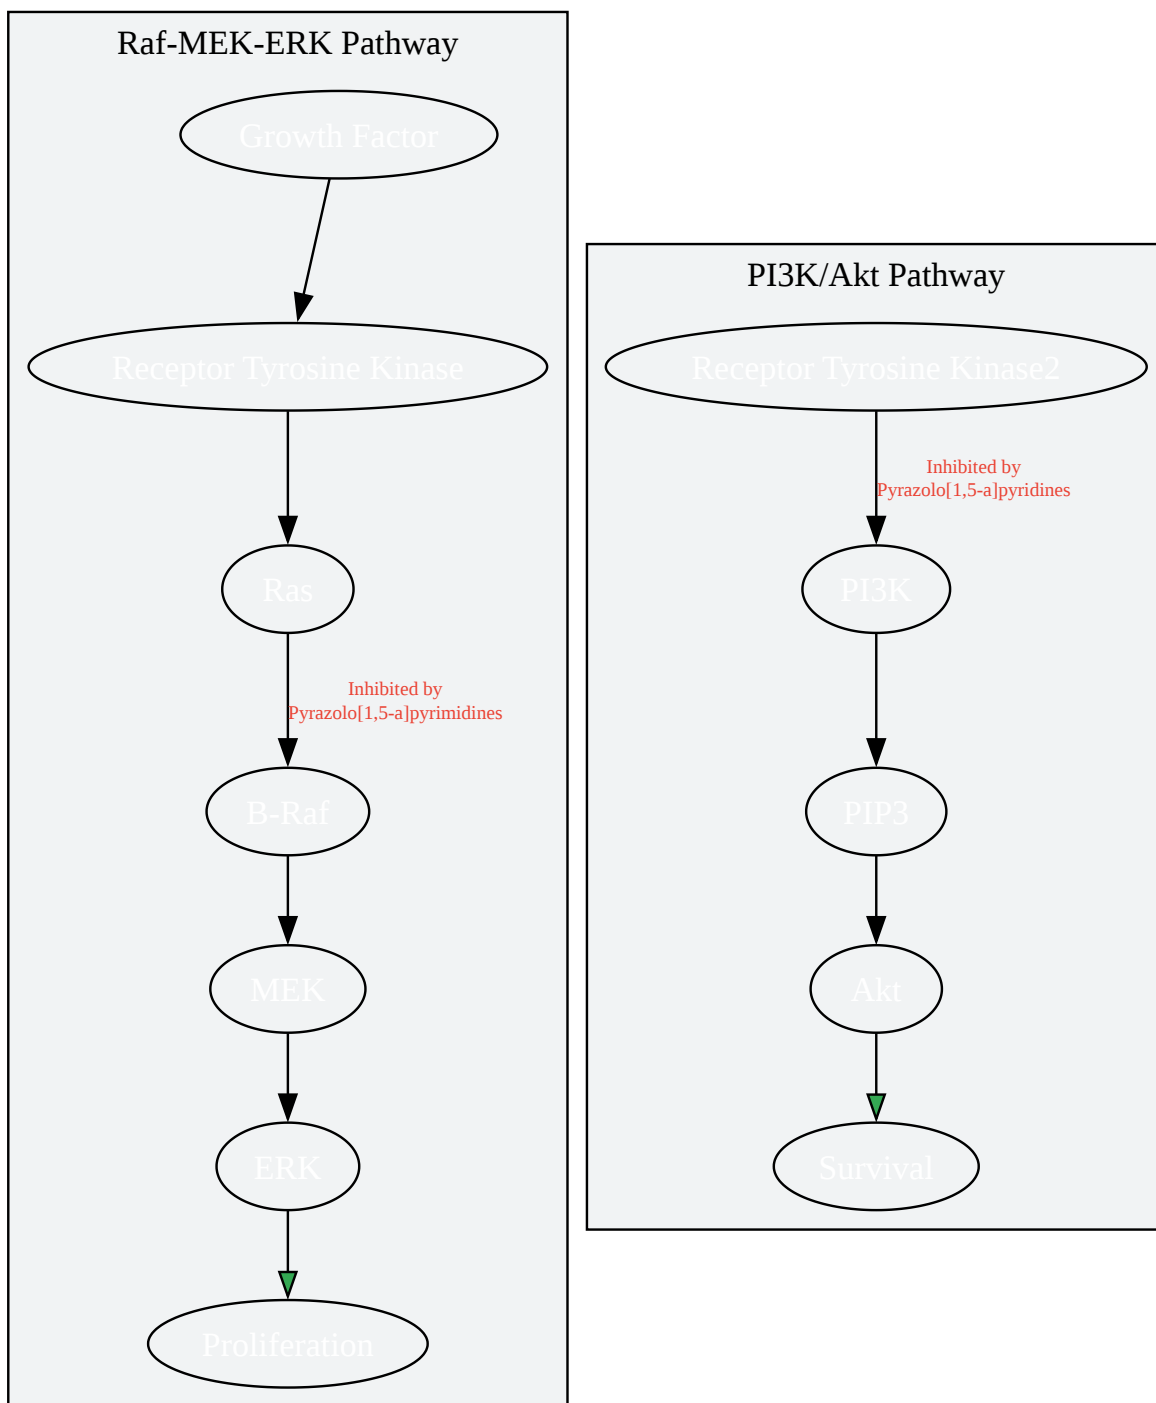 Raf-MEK-ERK Pathway
Growth Factor
Receptor Tyrosine Kinase
Ras
Inhibited by
Pyrazolo[1,5-a]pyrimidines
B-Raf
MEK
ERK
Proliferation
PI3K/Akt Pathway
Receptor Tyrosine Kinase2
Inhibited by
Pyrazolo[1,5-a]pyridines
PI3K
PIP3
Akt
Survival